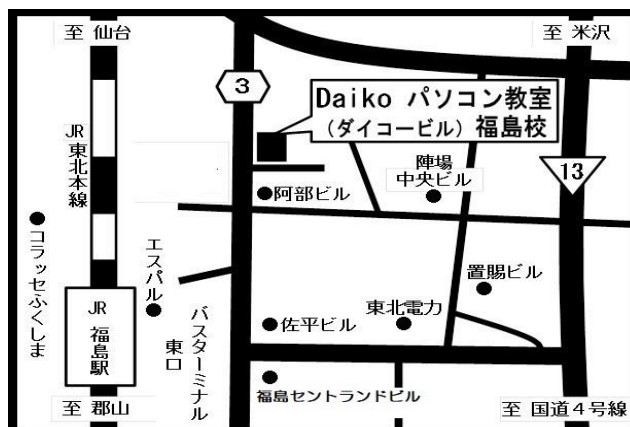 至 仙台
至 米沢
3
Daiko パソコン教室
(ダイコービル) 福島校
JR東北本線
陣場
中央ビル
13
阿部ビル
コラッセふくしま
エスパル
置賜ビル
バスターミナル
東口
佐平ビル
東北電力
JR
福島駅
福島セントランドビル
至 郡山
至 国道4号線